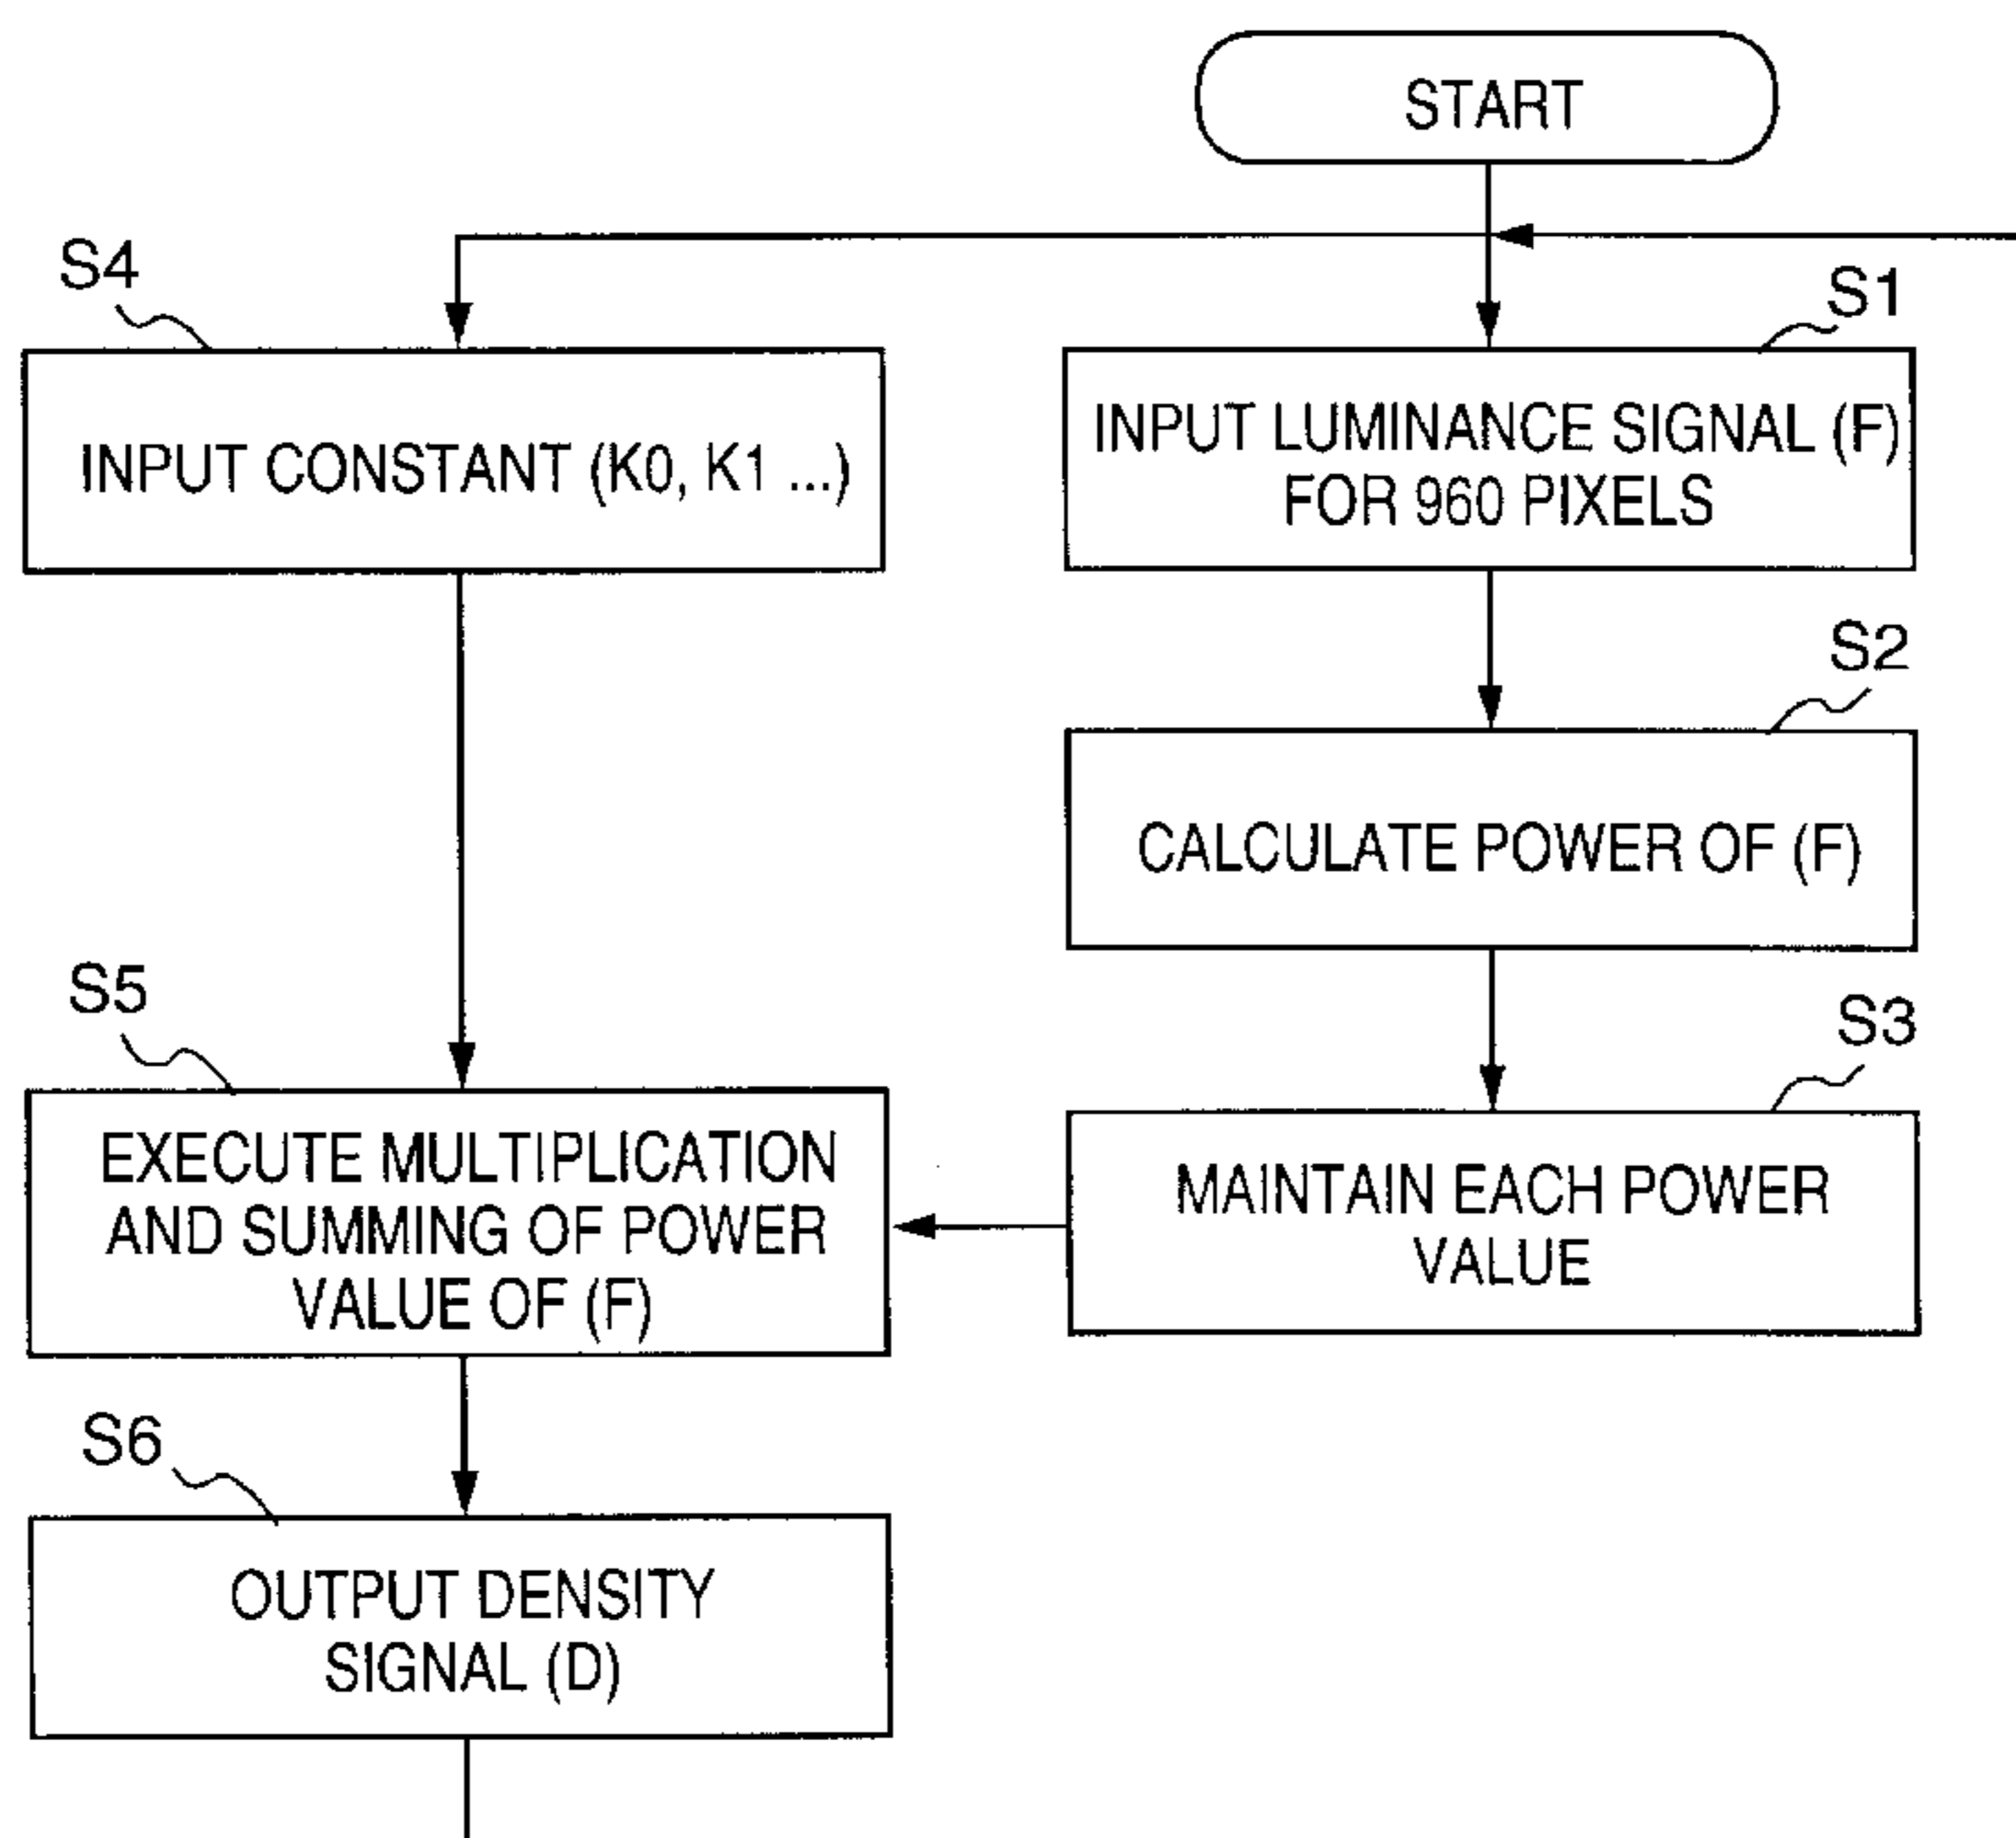 START
S4
INPUT CONSTANT (K0, K1 ...)
S1
INPUT LUMINANCE SIGNAL (F)
FOR 960 PIXELS
S2
CALCULATE POWER OF (F)
S3
MAINTAIN EACH POWER
VALUE
S5
EXECUTE MULTIPLICATION
AND SUMMING OF POWER
VALUE OF (F)
S6
OUTPUT DENSITY
SIGNAL (D)